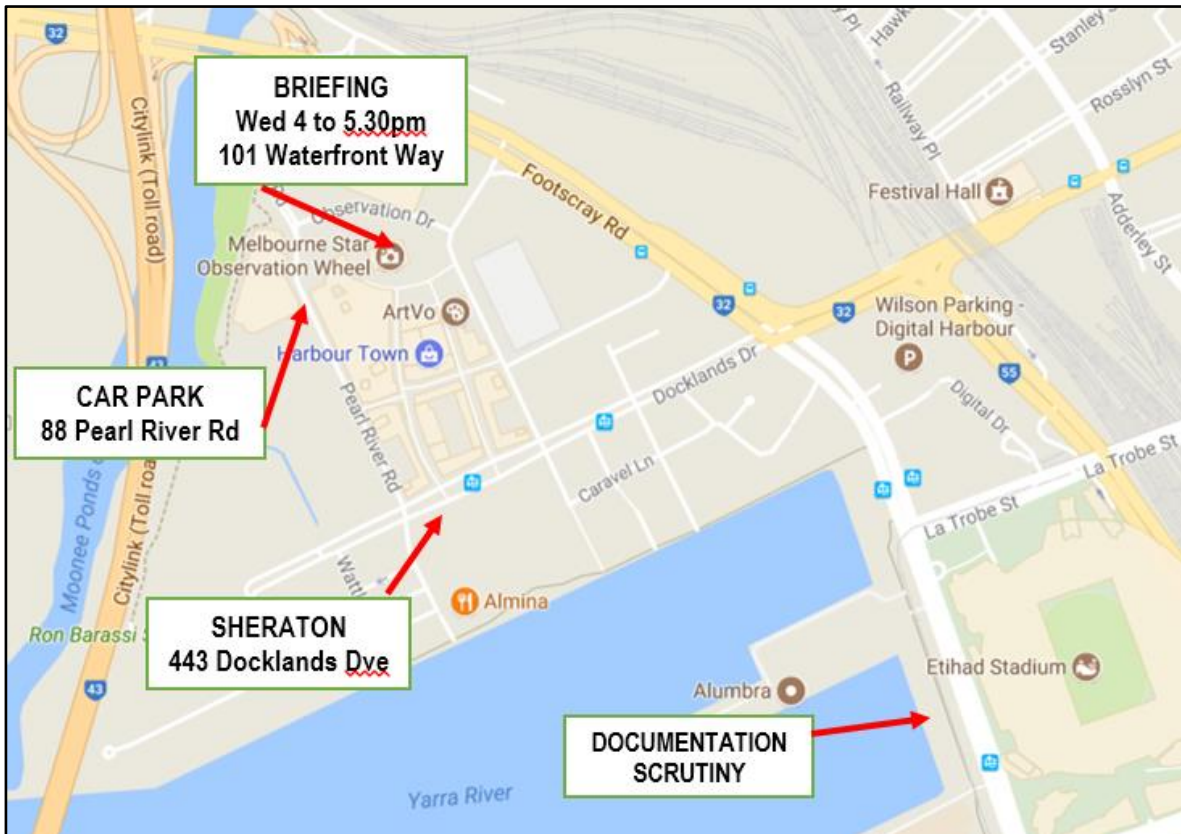 32
BRIEFING
Wed 4 to 5.30pm
101 Waterfront Way
Citylink (Toll road)
Railway Pl
Stanley St
Rosslyn St
Footscray Rd
Festival Hall
Adderley St
Observation Dr
Melbourne Star
Observation Wheel
ArtVo
Harbour Town
32
32
Wilson Parking -
Digital Harbour
P
55
43
CAR PARK
88 Pearl River Rd
Pearl River Rd
Docklands Dr
Digital Dr
La Trobe St
Caravel Ln
La Trobe St
Moonee Ponds
Citylink (Toll road
SHERATON
443 Docklands Dve
Almina
Ron Barassi
43
Etihad Stadium
Alumbra
DOCUMENTATION
SCRUTINY
Yarra River